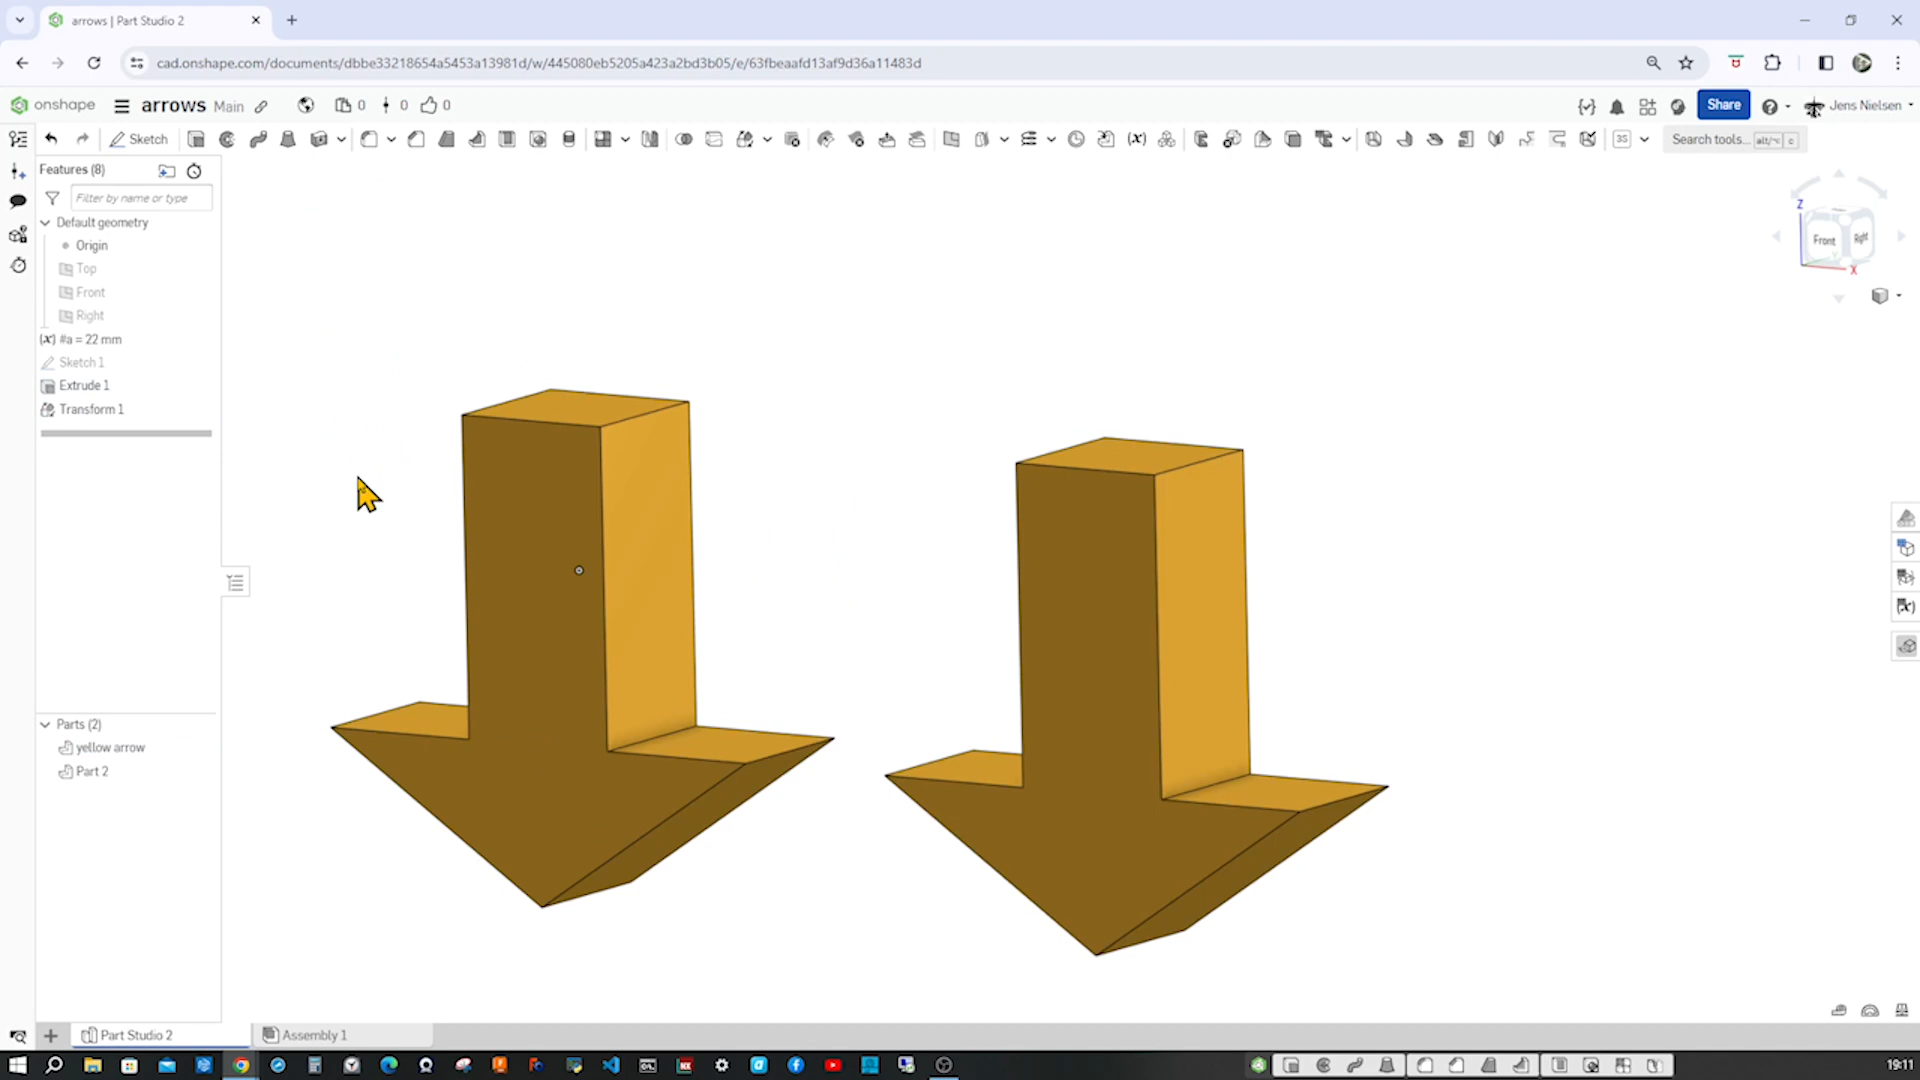 arrows | Part Studio 2
cad.onshape.com/documents/dbbe33218654a5453a13981d/w/445080eb5205a423a2bd3b05/e/63fbeaafd13af9d36a11483d
onshape arrows Main 0 0 0 Share Jens Nielsen
Sketch Search tools... alt/⌥ c
Features (8)
Filter by name or type
Default geometry
Origin
Top
Front
Right
(x) #a = 22 mm
Sketch 1
Extrude 1
Transform 1
Z
Front Right
X
Parts (2)
yellow arrow
Part 2
Part Studio 2 Assembly 1
19:11